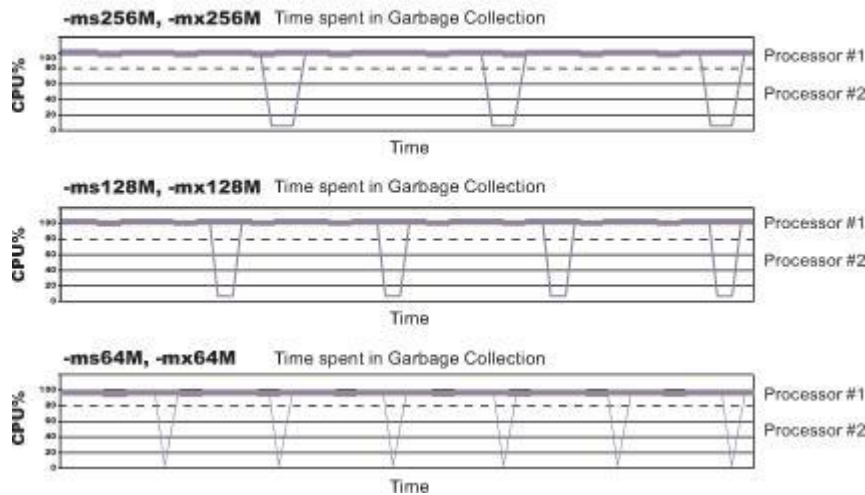 -ms256M, -mx256M Time spent in Garbage Collection
CPU%
100
80
60
40
20
0
Processor #1
Processor #2
Time
-ms128M, -mx128M Time spent in Garbage Collection
CPU%
100
80
60
40
20
0
Processor #1
Processor #2
Time
-ms64M, -mx64M Time spent in Garbage Collection
CPU%
100
80
60
40
20
0
Processor #1
Processor #2
Time